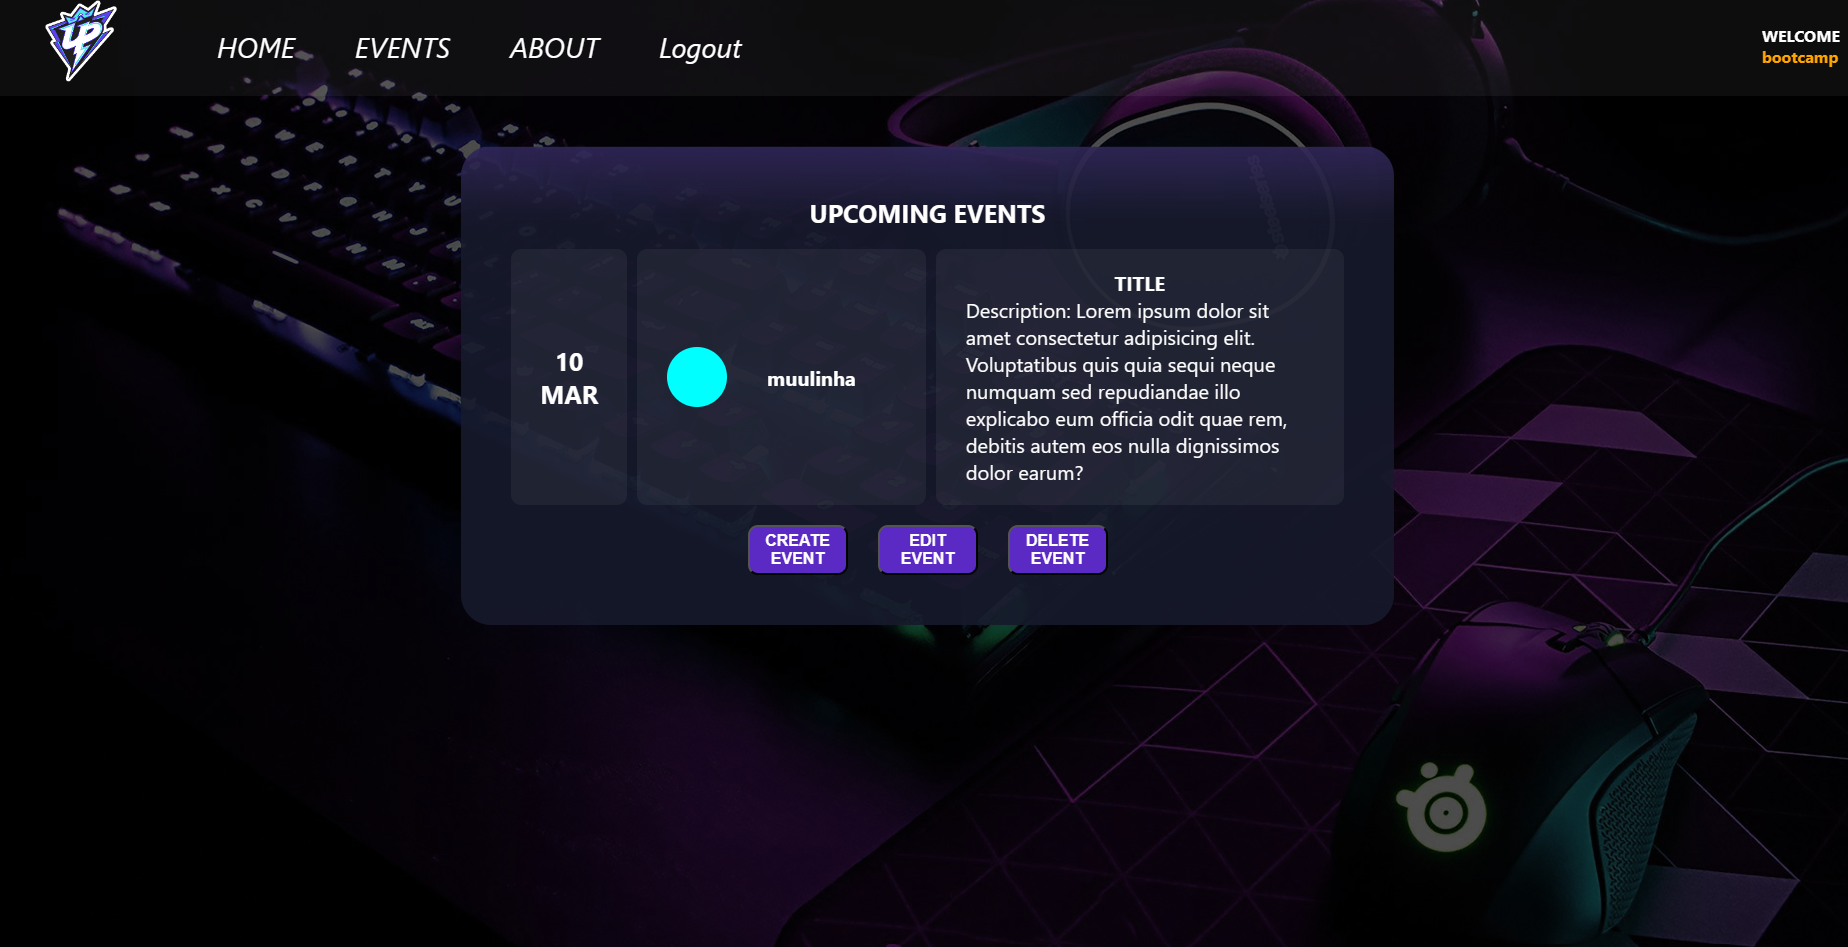 HOME EVENTS ABOUT Logout
WELCOME
bootcamp
UPCOMING EVENTS
10
MAR
muulinha
TITLE
Description: Lorem ipsum dolor sit
amet consectetur adipisicing elit.
Voluptatibus quis quia sequi neque
numquam sed repudiandae illo
explicabo eum officia odit quae rem,
debitis autem eos nulla dignissimos
dolor earum?
CREATE
EVENT
EDIT
EVENT
DELETE
EVENT